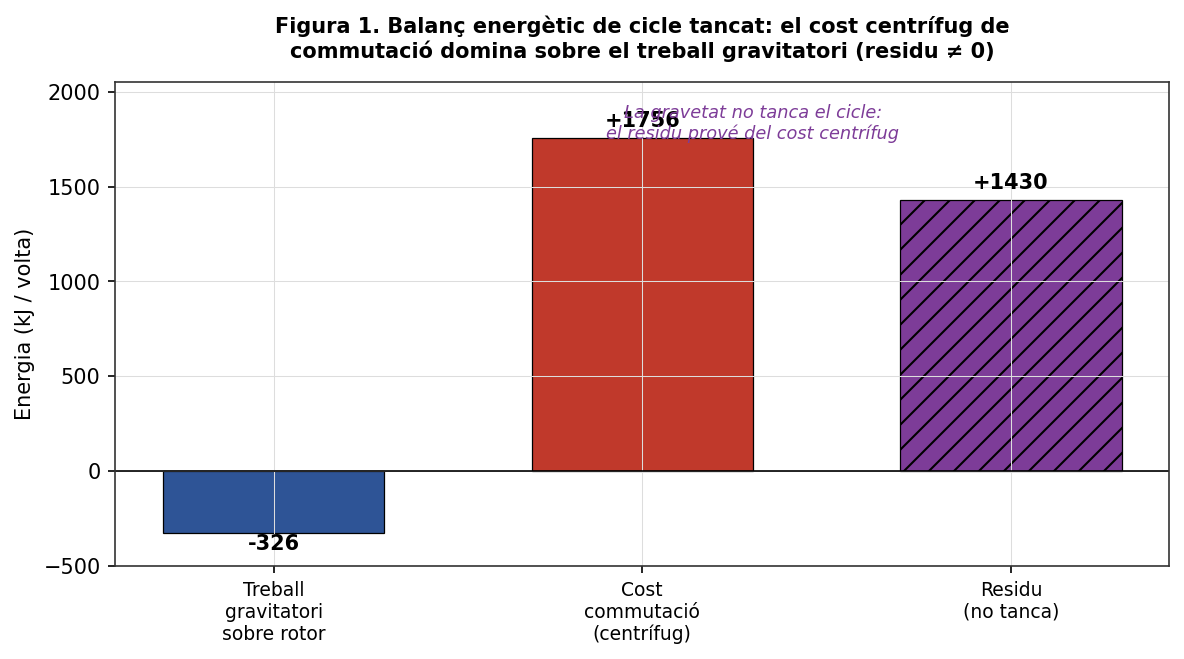 Figura 1. Balanç energètic de cicle tancat: el cost centrífug de
commutació domina sobre el treball gravitatori (residu ≠ 0)
2000
1500
1000
500
0
−500
Energia (kJ / volta)
La gravetat no tanca el cicle:
el residu prové del cost centrífug
+1756
+1430
-326
Treball
gravitatori
sobre rotor
Cost
commutació
(centrífug)
Residu
(no tanca)